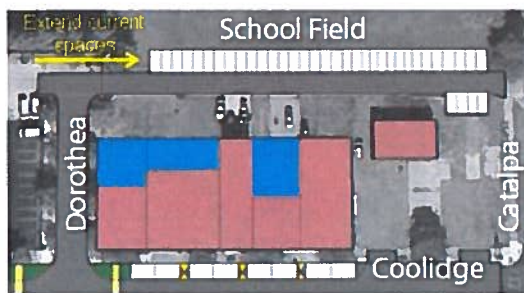 Extend current
spaces
School Field
Dorothea
Catalpa
Coolidge